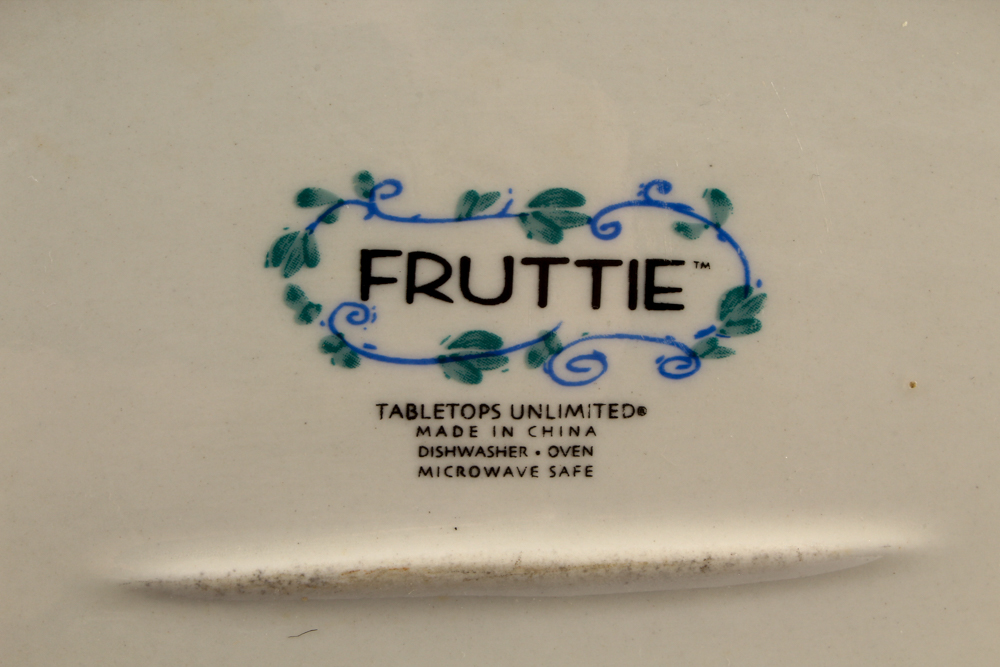 FRUTTIE™
TABLETOPS UNLIMITED®
MADE IN CHINA
DISHWASHER • OVEN
MICROWAVE SAFE